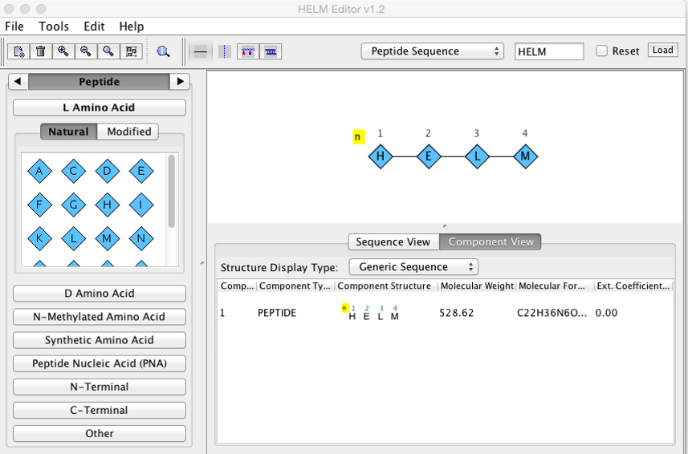 HELM Editor v1.2
File Tools Edit Help
Peptide Sequence HELM Reset Load
Peptide
L Amino Acid
Natural Modified
A C D E
F G H I
K L M N
D Amino Acid
N-Methylated Amino Acid
Synthetic Amino Acid
Peptide Nucleic Acid (PNA)
N-Terminal
C-Terminal
Other
n 1 2 3 4
H E L M
Sequence View Component View
Structure Display Type: Generic Sequence
Comp... Component Ty... Component Structure Molecular Weight Molecular For... Ext. Coefficient...
n 1 2 3 4
1 PEPTIDE H E L M 528.62 C22H36N6O... 0.00